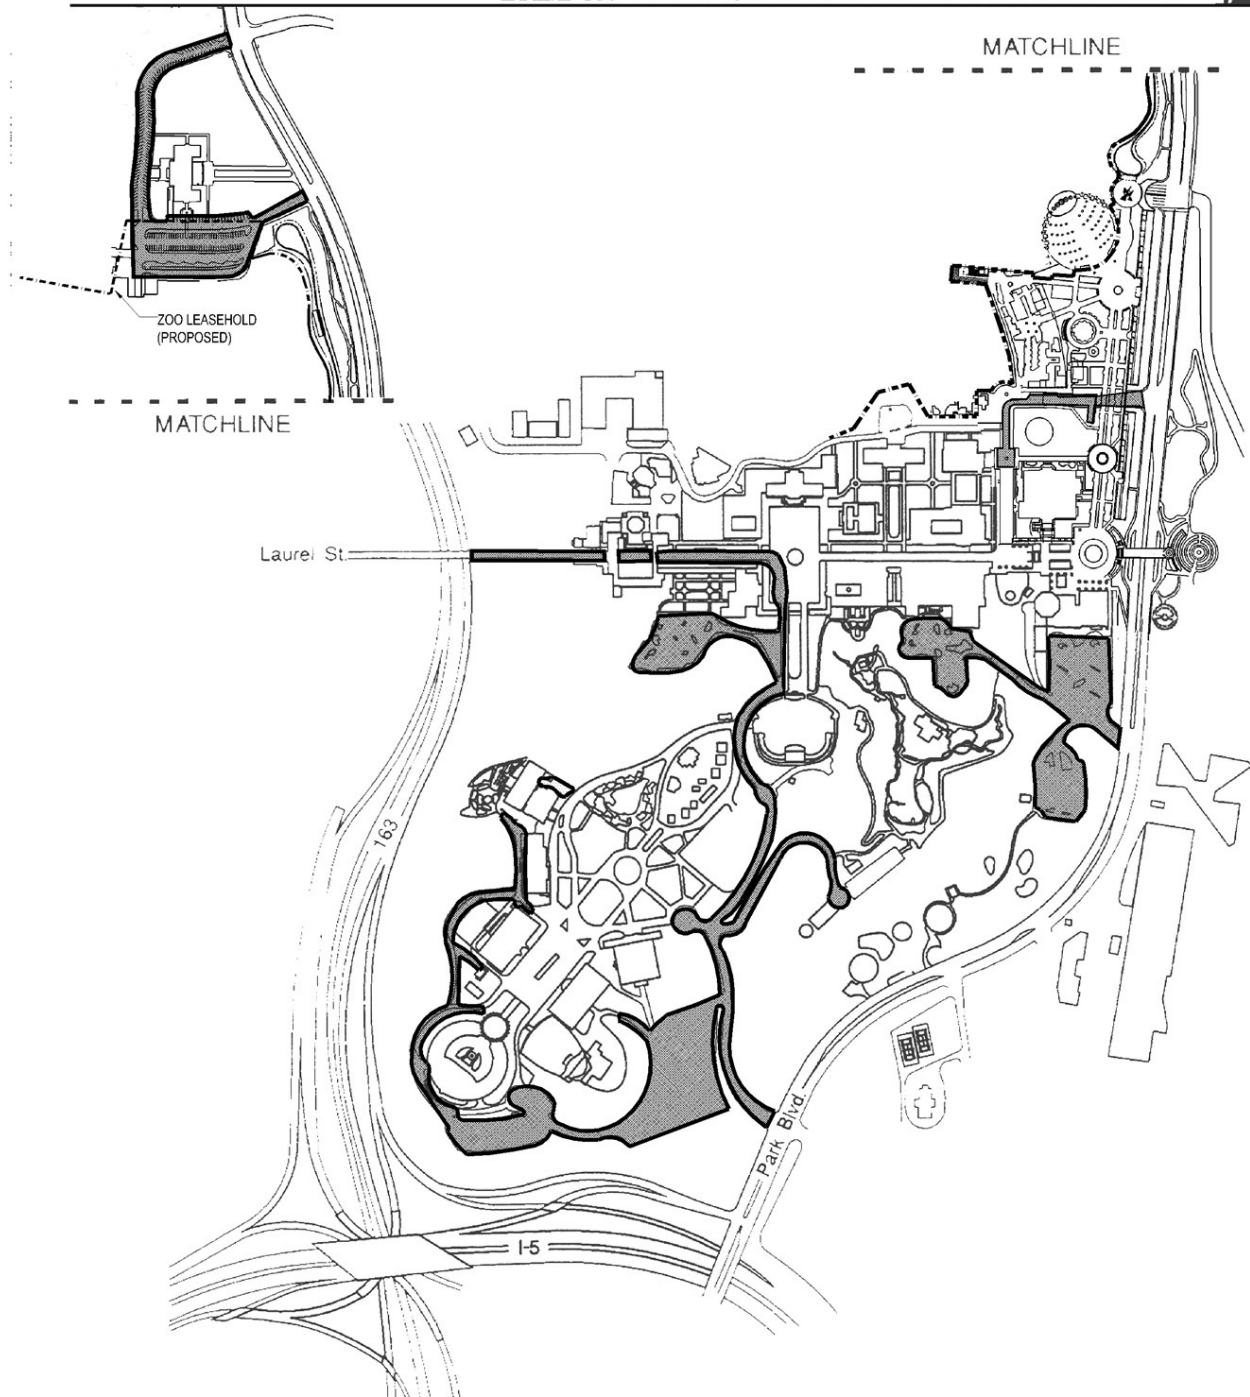 MATCHLINE
ZOO LEASEHOLD
(PROPOSED)
MATCHLINE
Laurel St.
163
Park Blvd.
I-5